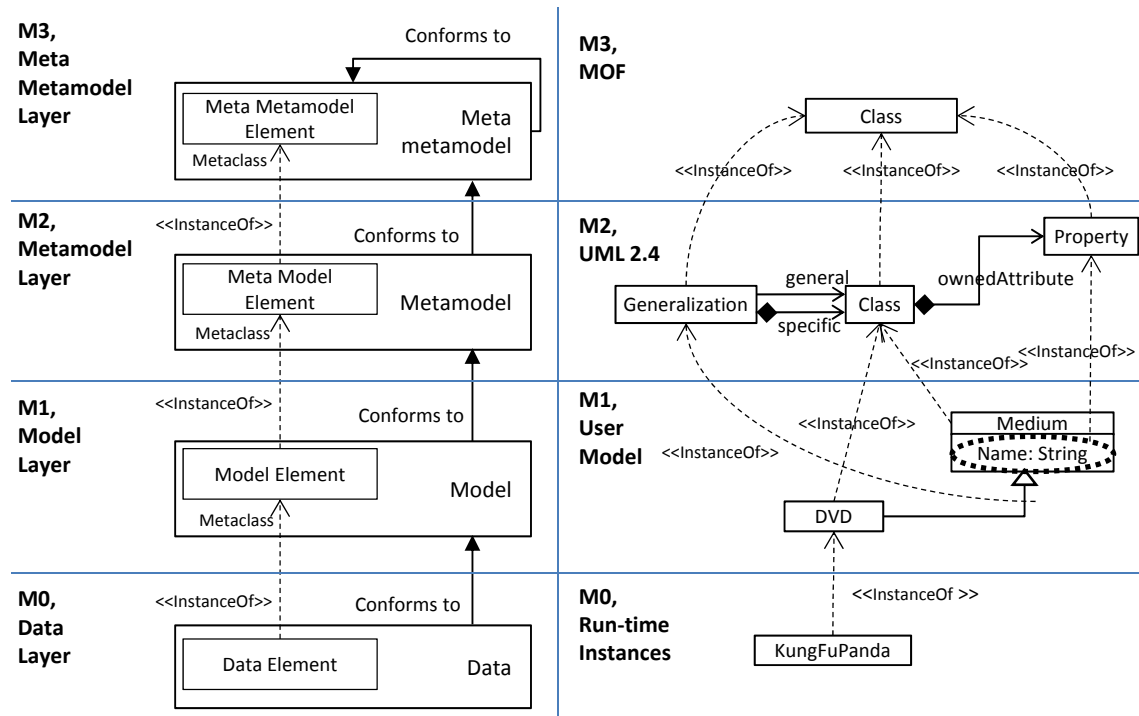 M3,
Meta
Metamodel
Layer
Conforms to
Meta Metamodel
Element
Meta
metamodel
Metaclass
M3,
MOF
Class
<<InstanceOf>>
<<InstanceOf>>
<<InstanceOf>>
M2,
Metamodel
Layer
<<InstanceOf>>
Conforms to
Meta Model
Element
Metamodel
Metaclass
M2,
UML 2.4
Property
general
ownedAttribute
Generalization
Class
specific
<<InstanceOf>>
<<InstanceOf>>
M1,
Model
Layer
<<InstanceOf>>
Conforms to
Model Element
Model
Metaclass
M1,
User
Model
<<InstanceOf>>
<<InstanceOf>>
Medium
Name: String
DVD
M0,
Data
Layer
<<InstanceOf>>
Conforms to
Data Element
Data
M0,
Run-time
Instances
<<InstanceOf >>
KungFuPanda